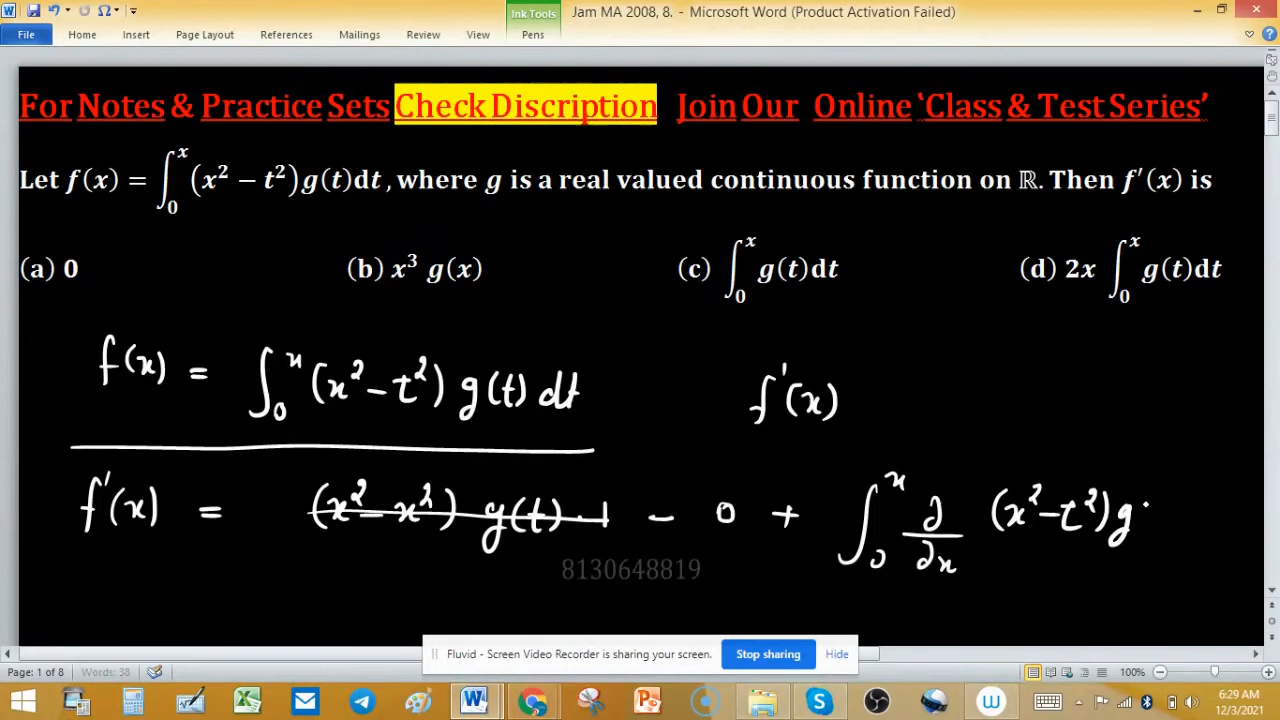 Jam MA 2008, 8. - Microsoft Word (Product Activation Failed)
Ink Tools
File Home Insert Page Layout References Mailings Review View Pens
For Notes & Practice Sets Check Discription Join Our Online 'Class & Test Series'
Let f(x) = ∫₀ˣ (x² − t²)g(t)dt , where g is a real valued continuous function on ℝ. Then f′(x) is
(a) 0 (b) x³ g(x) (c) ∫₀ˣ g(t)dt (d) 2x ∫₀ˣ g(t)dt
f(x) = ∫₀ˣ (x² − t²) g(t) dt f′(x)
f′(x) = (x² − x²) g(t) · 1 − 0 + ∫₀ˣ ∂/∂x (x² − t²) g
8130648819
Fluvid - Screen Video Recorder is sharing your screen. Stop sharing Hide
Page: 1 of 8 Words: 38 100%
6:29 AM
12/3/2021